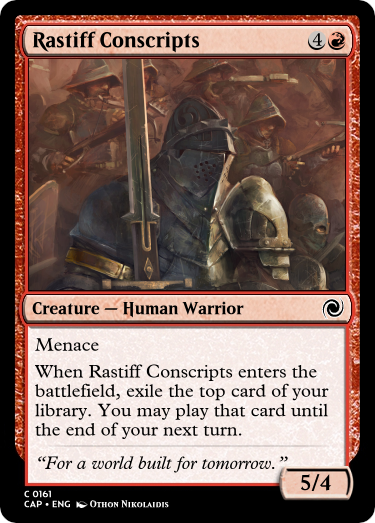 Rastiff Conscripts 4
Creature — Human Warrior
Menace
When Rastiff Conscripts enters the
battlefield, exile the top card of your
library. You may play that card until
the end of your next turn.
“For a world built for tomorrow.”
5/4
C 0161
CAP • ENG Othon Nikolaidis